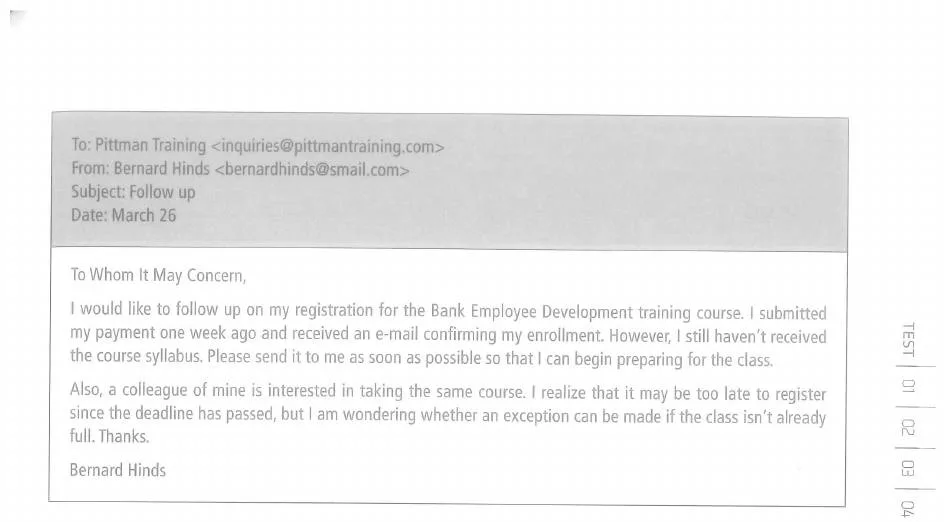 To: Pittman Training <inquiries@pittmantraining.com>
From: Bernard Hinds <bernardhinds@smail.com>
Subject: Follow up
Date: March 26
To Whom It May Concern,
I would like to follow up on my registration for the Bank Employee Development training course. I submitted
my payment one week ago and received an e-mail confirming my enrollment. However, I still haven't received
the course syllabus. Please send it to me as soon as possible so that I can begin preparing for the class.
Also, a colleague of mine is interested in taking the same course. I realize that it may be too late to register
since the deadline has passed, but I am wondering whether an exception can be made if the class isn't already
full. Thanks.
Bernard Hinds
TEST | 01 | 02 | 03 | 04